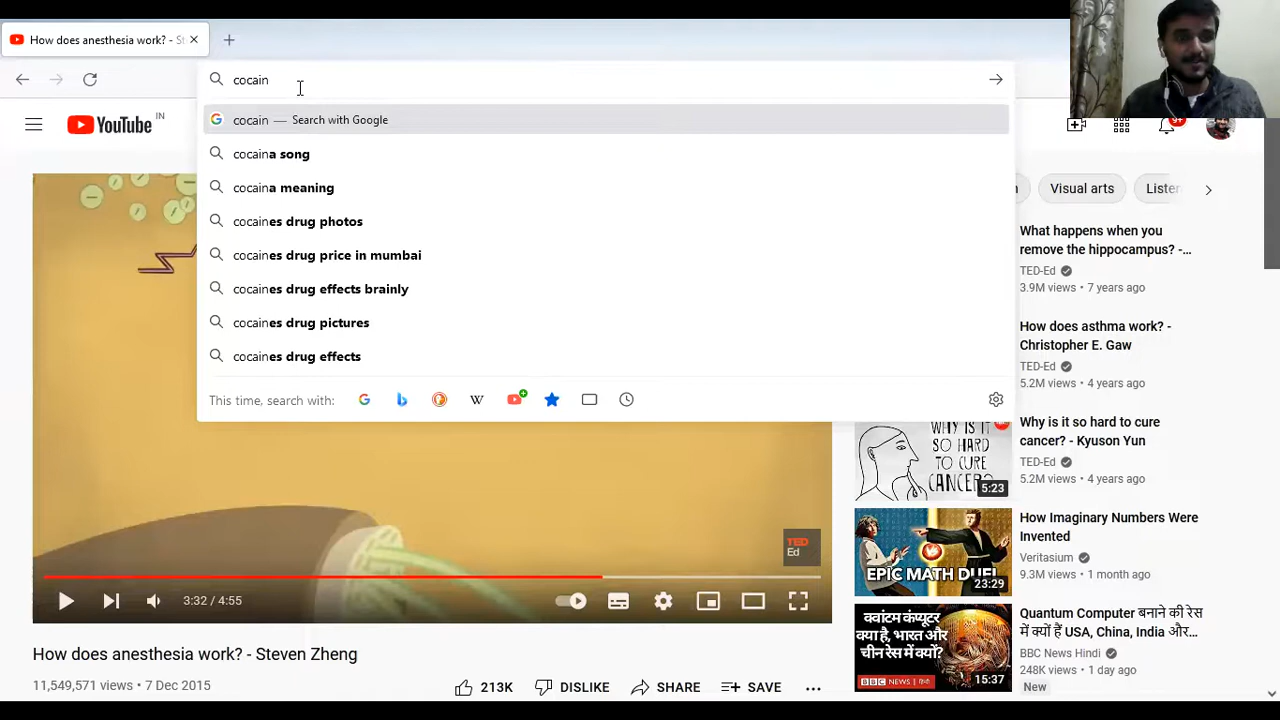 How does anesthesia work? - St
cocain
cocain — Search with Google
cocaina song
cocaina meaning
cocaines drug photos
cocaines drug price in mumbai
cocaines drug effects brainly
cocaines drug pictures
cocaines drug effects
This time, search with:
YouTube IN
9+
Visual arts
Listen
What happens when you
remove the hippocampus? -...
TED-Ed
3.9M views • 7 years ago
How does asthma work? -
Christopher E. Gaw
TED-Ed
5.2M views • 4 years ago
WHY IS IT
SO HARD
TO CURE
CANCER?
5:23
Why is it so hard to cure
cancer? - Kyuson Yun
TED-Ed
5.2M views • 4 years ago
EPIC MATH DUEL
23:29
How Imaginary Numbers Were
Invented
Veritasium
9.3M views • 1 month ago
क्वांटम कंप्यूटर
क्या है, भारत और
चीन रेस में क्यों?
BBC NEWS हिंदी
15:37
Quantum Computer बनाने की रेस
में क्यों हैं USA, China, India और...
BBC News Hindi
248K views • 1 day ago
New
TED
Ed
3:32 / 4:55
How does anesthesia work? - Steven Zheng
11,549,571 views • 7 Dec 2015
213K
DISLIKE
SHARE
SAVE